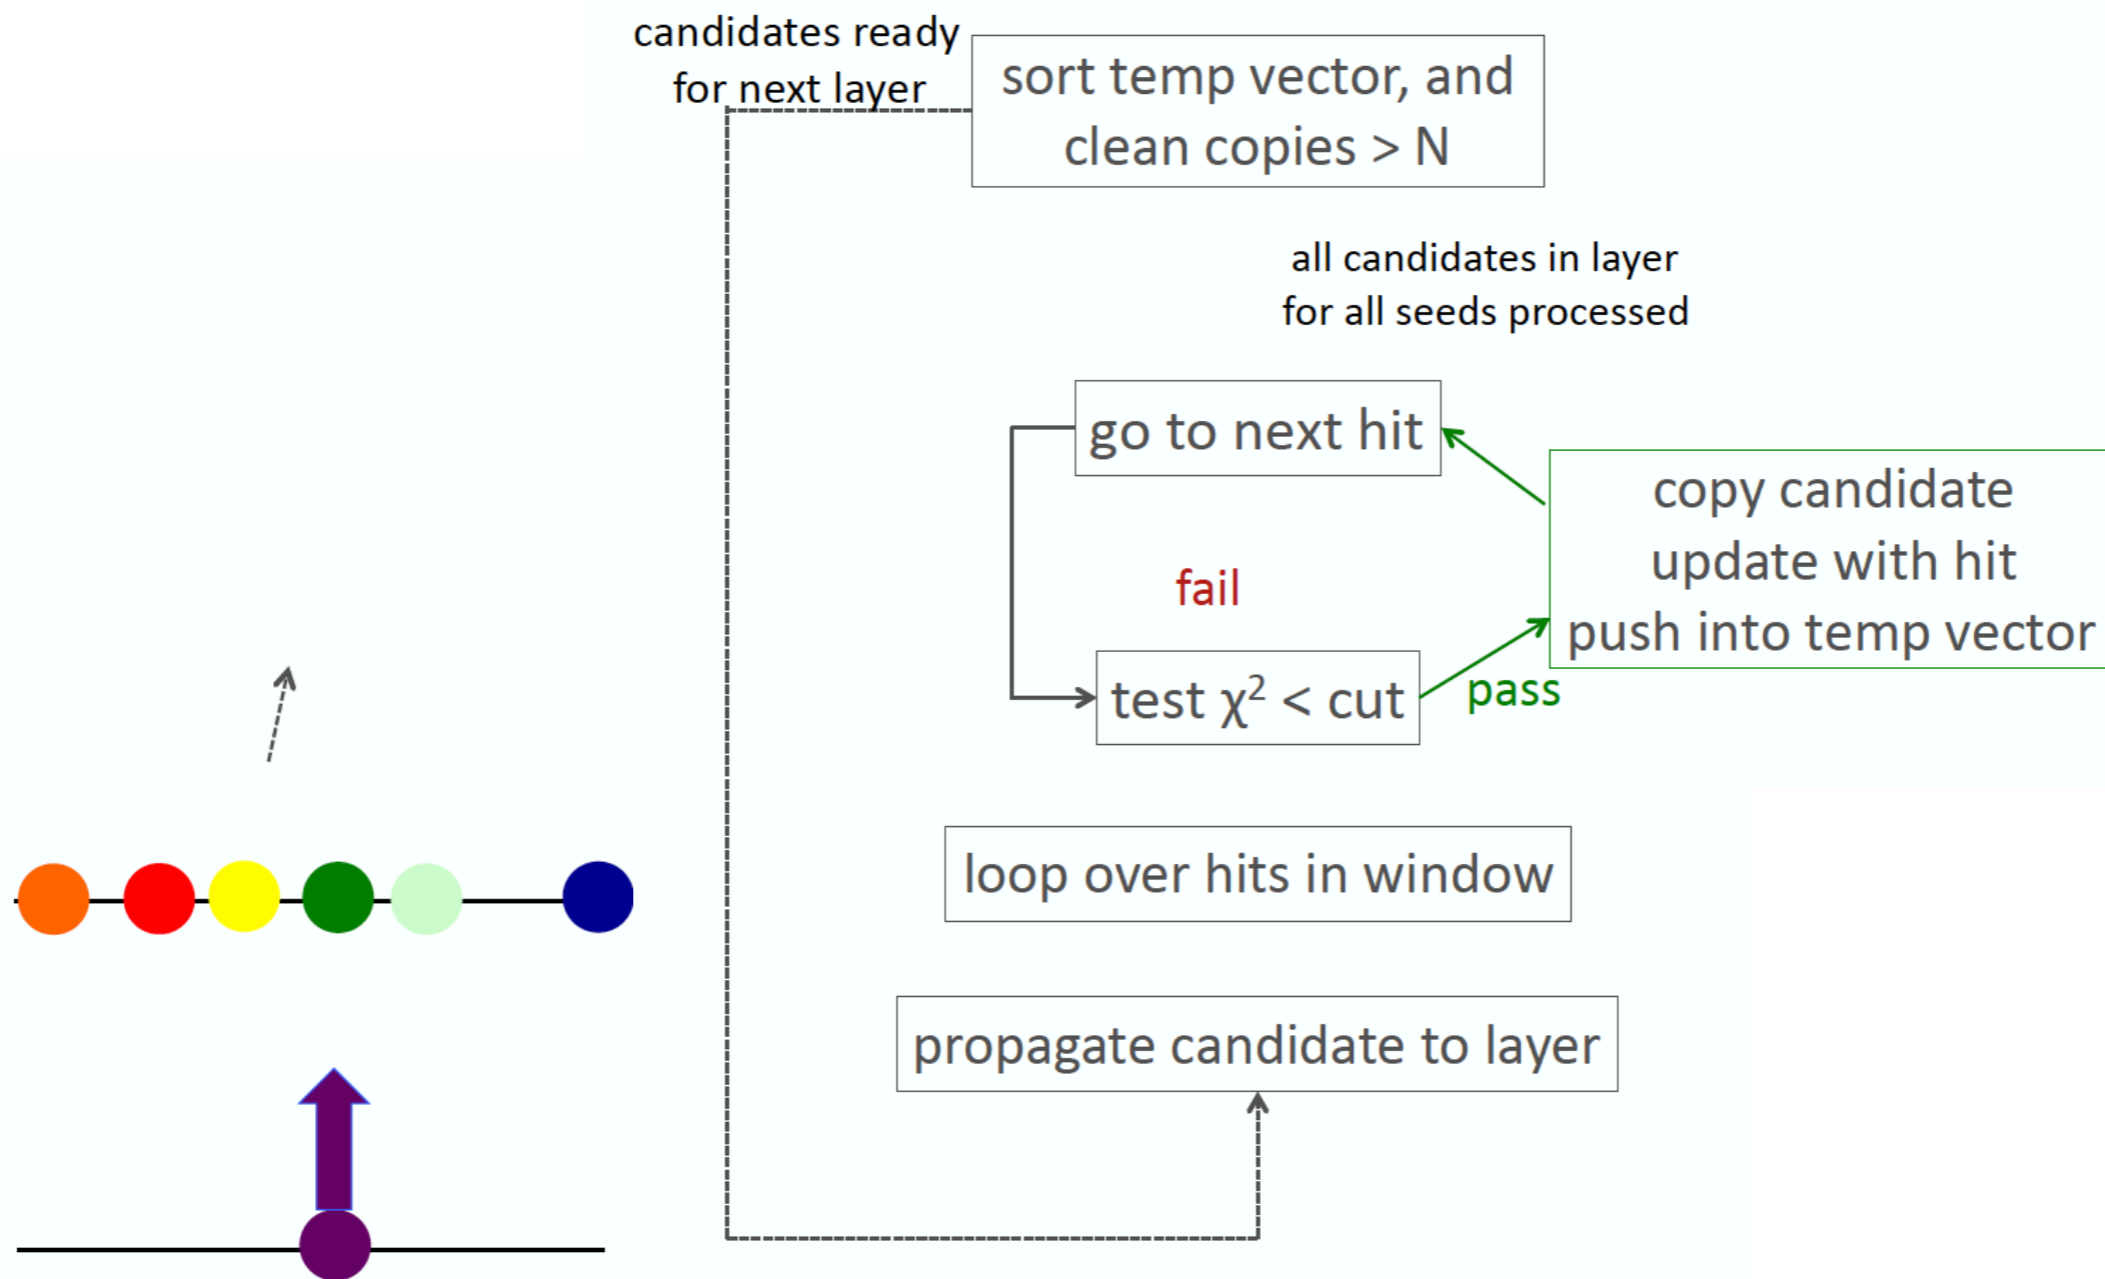 candidates ready
for next layer
sort temp vector, and
clean copies > N
all candidates in layer
for all seeds processed
go to next hit
copy candidate
update with hit
push into temp vector
fail
test χ² < cut
pass
loop over hits in window
propagate candidate to layer